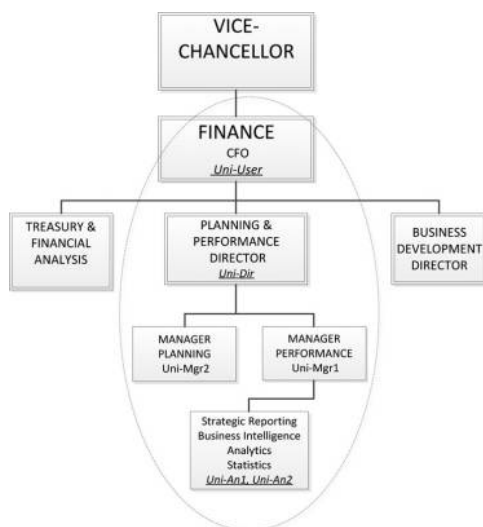 VICE-
CHANCELLOR
FINANCE
CFO
Uni-User
TREASURY &
FINANCIAL
ANALYSIS
PLANNING &
PERFORMANCE
DIRECTOR
Uni-Dir
BUSINESS
DEVELOPMENT
DIRECTOR
MANAGER
PLANNING
Uni-Mgr2
MANAGER
PERFORMANCE
Uni-Mgr1
Strategic Reporting
Business Intelligence
Analytics
Statistics
Uni-An1, Uni-An2